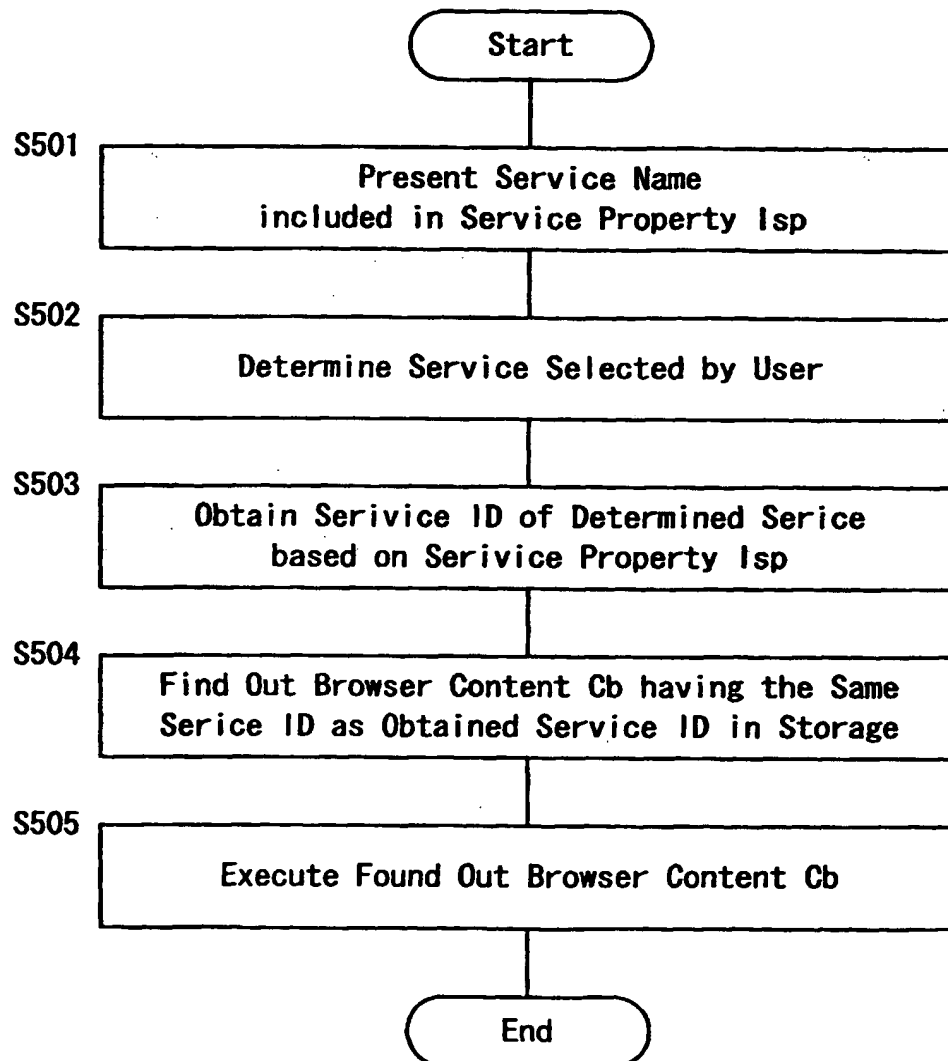 Start
S501
Present Service Name
included in Service Property Isp
S502
Determine Service Selected by User
S503
Obtain Serivice ID of Determined Serice
based on Serivice Property Isp
S504
Find Out Browser Content Cb having the Same
Serice ID as Obtained Service ID in Storage
S505
Execute Found Out Browser Content Cb
End